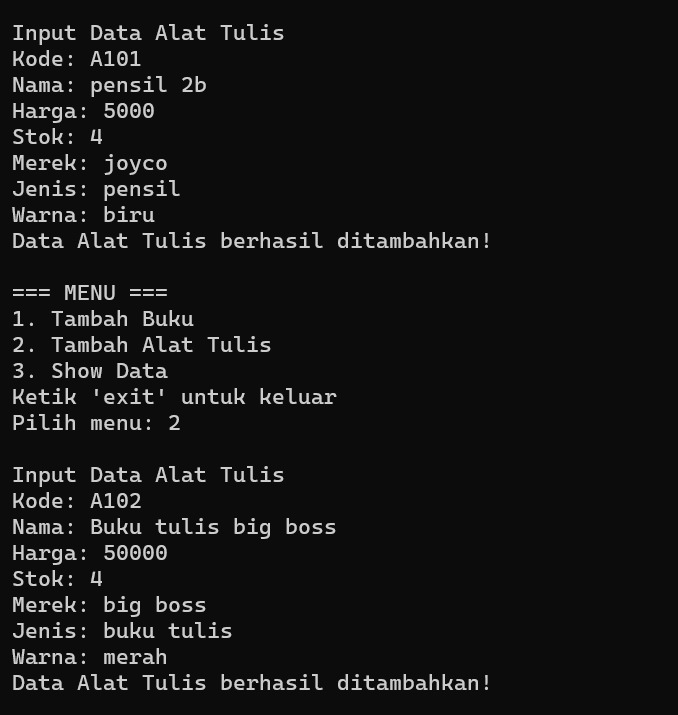 Input Data Alat Tulis
Kode: A101
Nama: pensil 2b
Harga: 5000
Stok: 4
Merek: joyco
Jenis: pensil
Warna: biru
Data Alat Tulis berhasil ditambahkan!
=== MENU ===
1. Tambah Buku
2. Tambah Alat Tulis
3. Show Data
Ketik 'exit' untuk keluar
Pilih menu: 2
Input Data Alat Tulis
Kode: A102
Nama: Buku tulis big boss
Harga: 50000
Stok: 4
Merek: big boss
Jenis: buku tulis
Warna: merah
Data Alat Tulis berhasil ditambahkan!